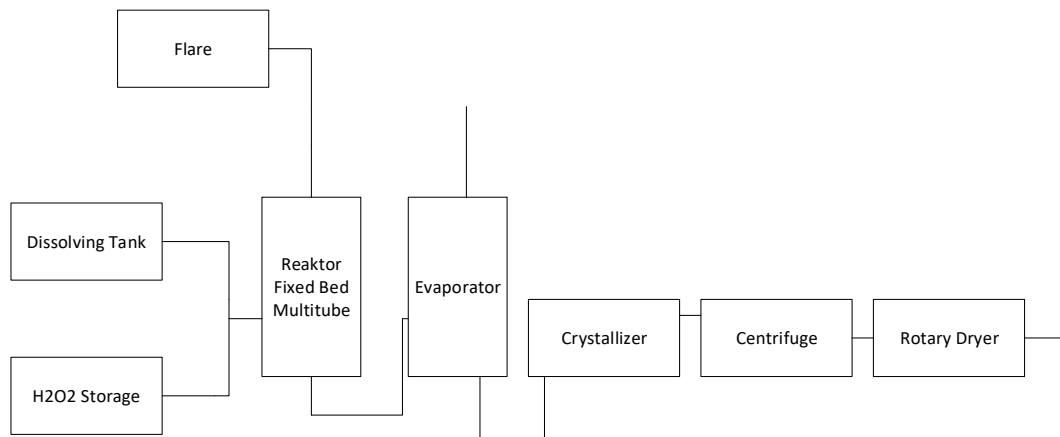 Flare
Dissolving Tank
Reaktor
Fixed Bed
Multitube
Evaporator
Crystallizer
Centrifuge
Rotary Dryer
H2O2 Storage